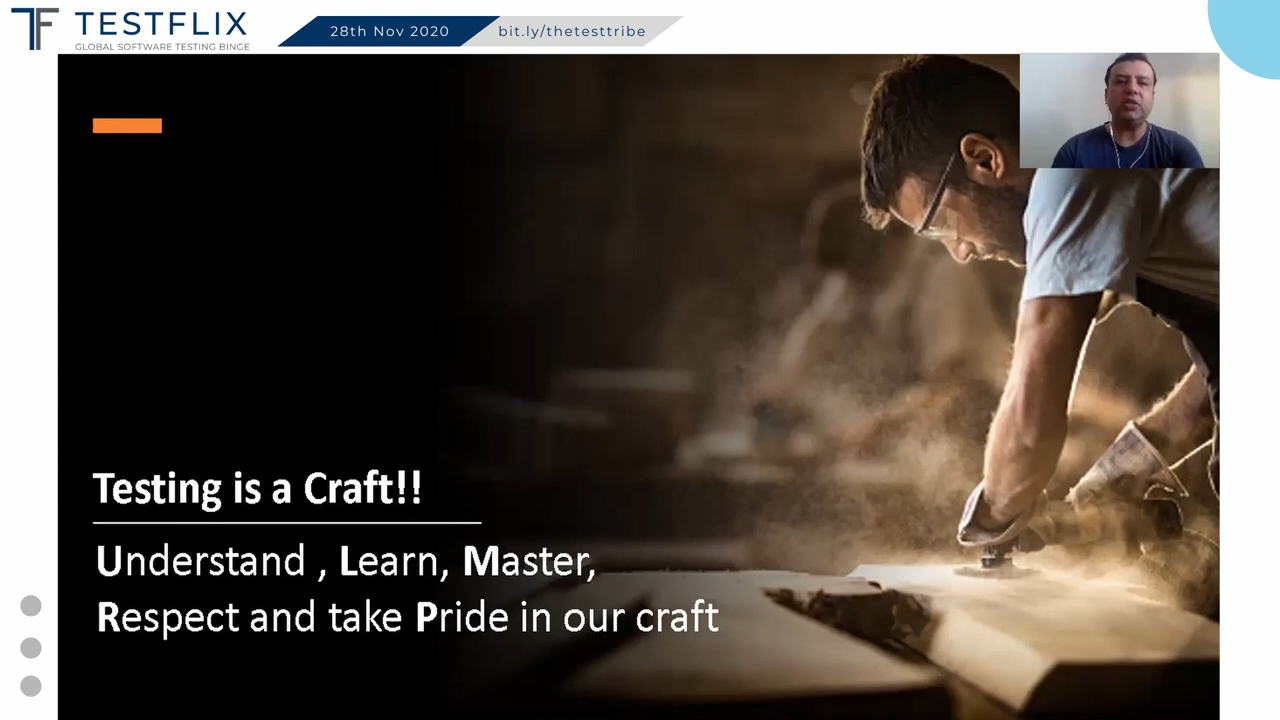 TF TESTFLIX
GLOBAL SOFTWARE TESTING BINGE
28th Nov 2020
bit.ly/thetesttribe
Testing is a Craft!!
Understand , Learn, Master,
Respect and take Pride in our craft